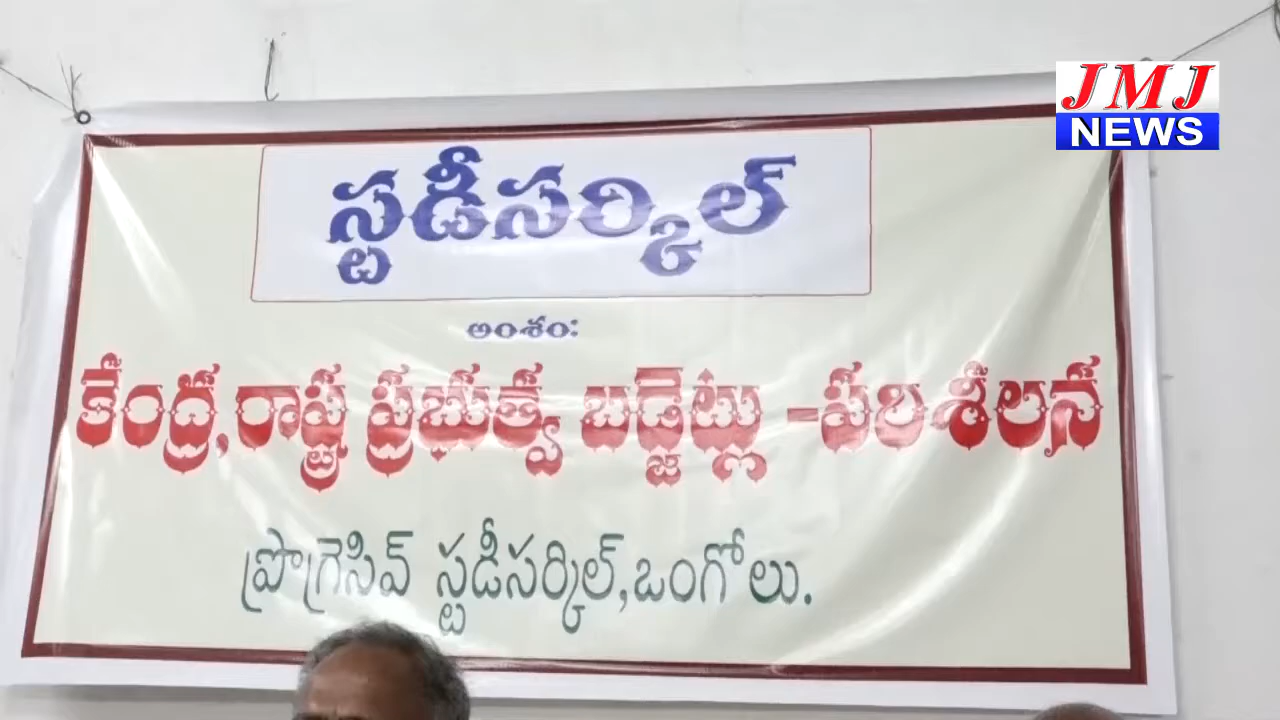 JMJ
NEWS
స్టడీసర్కిల్
అంశం:
కేంద్ర,రాష్ట్ర ప్రభుత్వ బడ్జెట్లు -పరిశీలన
ప్రొగ్రెసివ్ స్టడీసర్కిల్,ఒంగోలు.